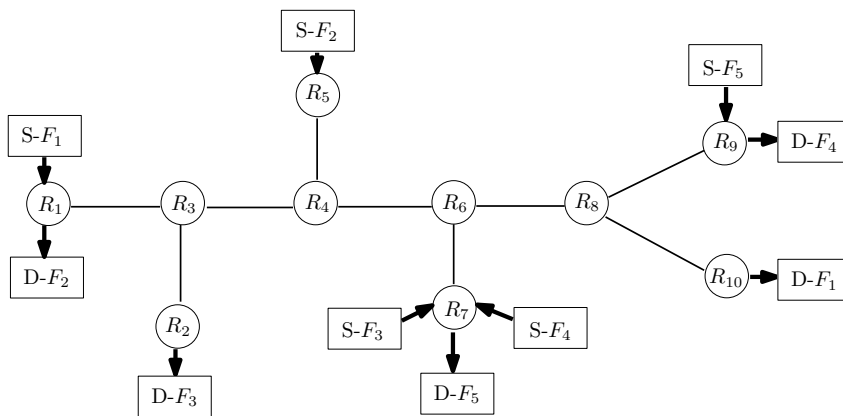 S-F₂
S-F₅
R₅
S-F₁
R₉
D-F₄
R₁
R₃
R₄
R₆
R₈
D-F₂
R₁₀
D-F₁
R₂
S-F₃
R₇
S-F₄
D-F₃
D-F₅